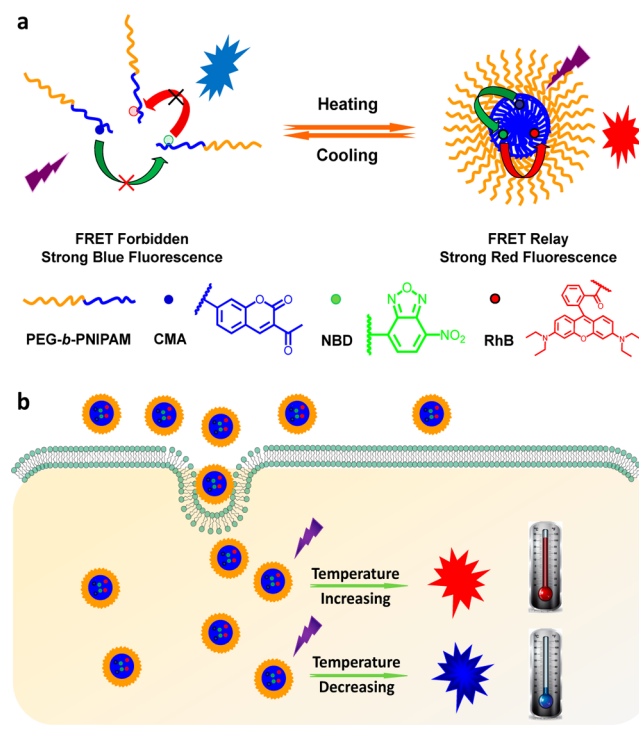 a
Heating
Cooling
FRET Forbidden
Strong Blue Fluorescence
FRET Relay
Strong Red Fluorescence
PEG-b-PNIPAM
CMA
O
O
O
NBD
N
O
N
NO₂
RhB
O
N
O
N
b
Temperature
Increasing
Temperature
Decreasing